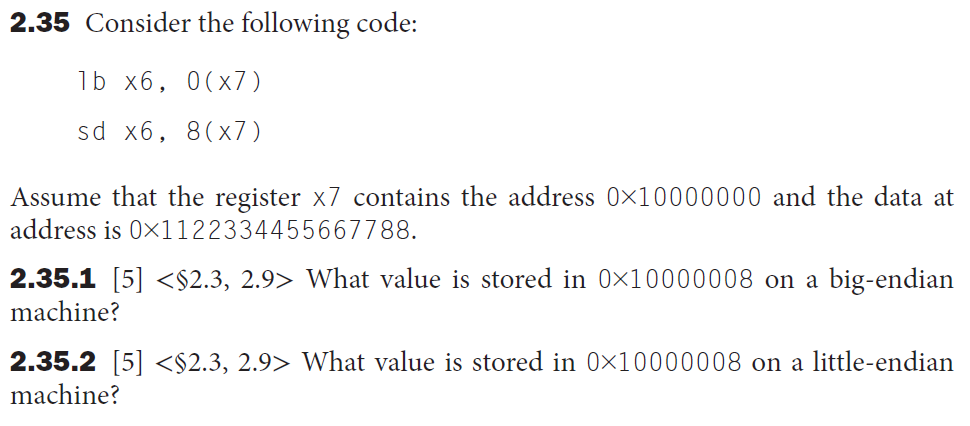 2.35 Consider the following code:
lb x6, 0(x7)
sd x6, 8(x7)
Assume that the register x7 contains the address 0×10000000 and the data at
address is 0×1122334455667788.
2.35.1 [5] <§2.3, 2.9> What value is stored in 0×10000008 on a big-endian
machine?
2.35.2 [5] <§2.3, 2.9> What value is stored in 0×10000008 on a little-endian
machine?